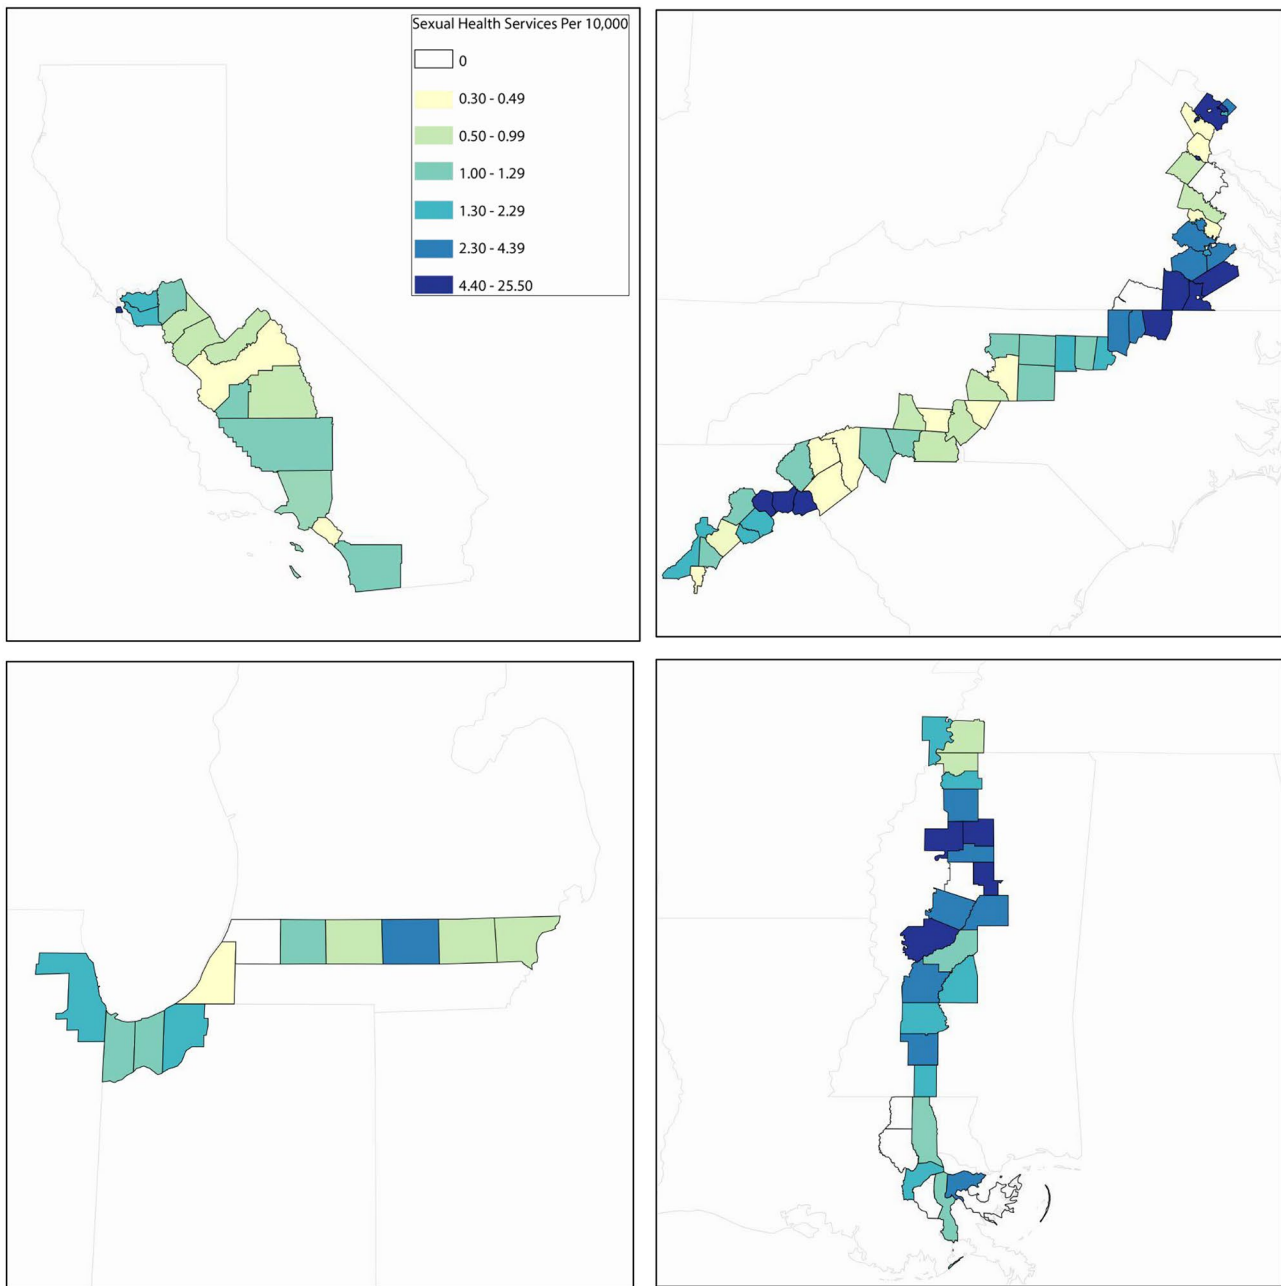 Sexual Health Services Per 10,000
0
0.30 - 0.49
0.50 - 0.99
1.00 - 1.29
1.30 - 2.29
2.30 - 4.39
4.40 - 25.50